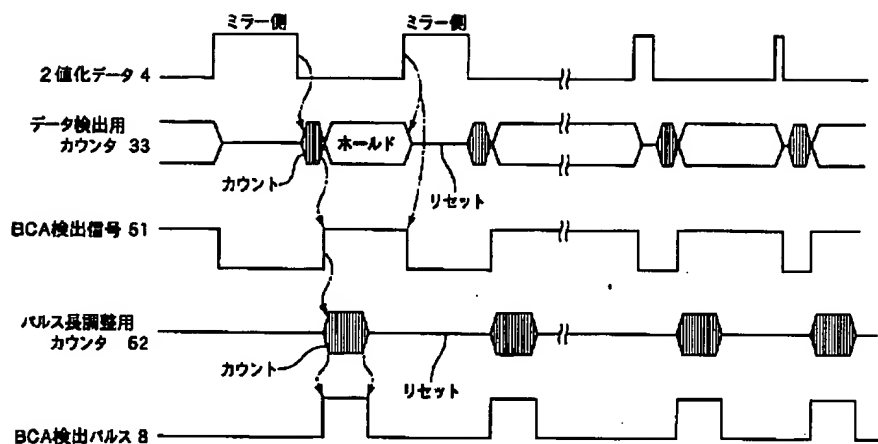 ミラー側 ミラー側
2値化データ 4
データ検出用
カウンタ 33
ホールド
カウント
リセット
BCA検出信号 51
パルス長調整用
カウンタ 52
カウント
リセット
BCA検出パルス 8